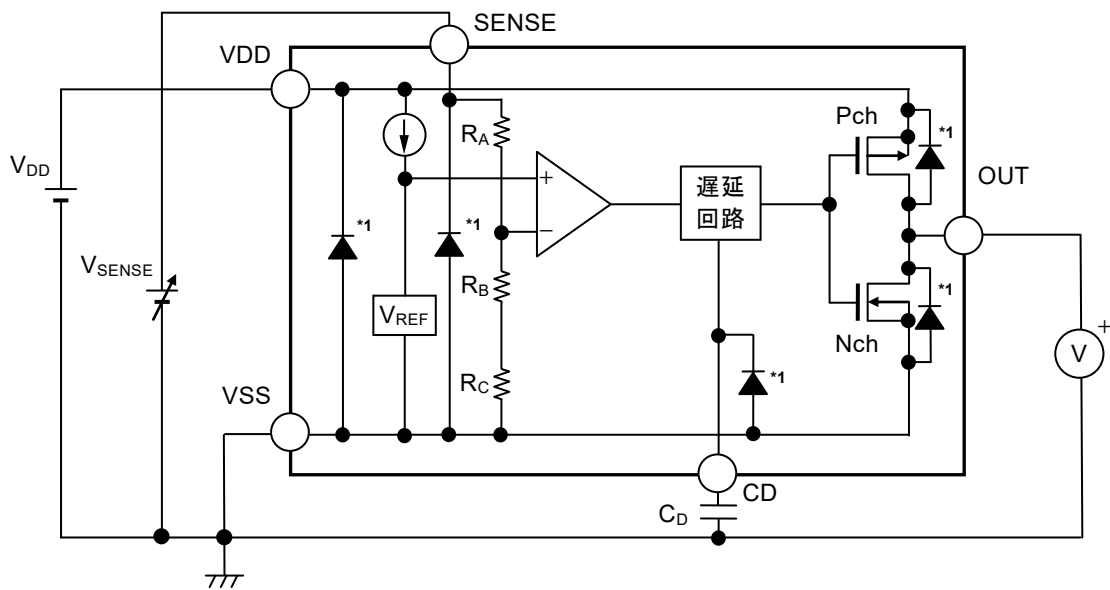 SENSE
VDD
Pch
*1
RA
OUT
VDD
+
遅延
回路
*1
*1
−
VSENSE
RB
*1
VREF
+
V
Nch
RC
*1
VSS
CD
CD